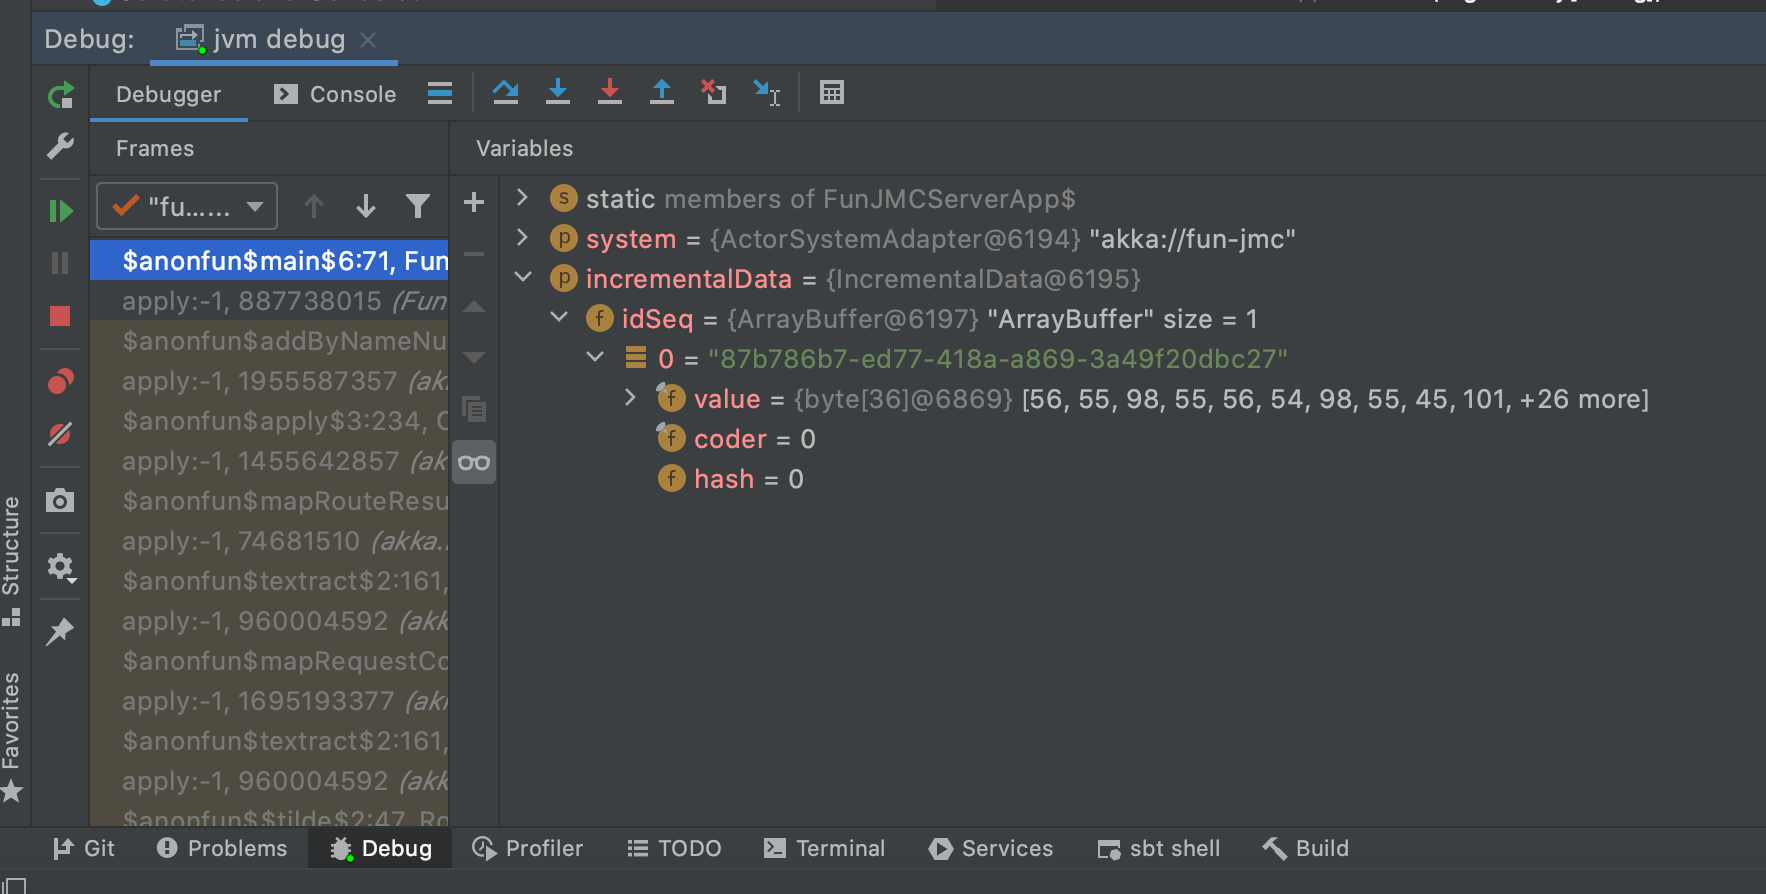 Debug: jvm debug
Debugger Console
Frames Variables
"fu...... 
$anonfun$main$6:71, Fun
apply:-1, 887738015 (Fun
$anonfun$addByNameNu
apply:-1, 1955587357 (akk
$anonfun$apply$3:234,
apply:-1, 1455642857 (ak
$anonfun$mapRouteResu
apply:-1, 74681510 (akka.
$anonfun$textract$2:161,
apply:-1, 960004592 (akk
$anonfun$mapRequestCo
apply:-1, 1695193377 (ak
$anonfun$textract$2:161,
apply:-1, 960004592 (akk
$anonfun$$tilde$2:47, Ro
static members of FunJMCServerApp$
system = {ActorSystemAdapter@6194} "akka://fun-jmc"
incrementalData = {IncrementalData@6195}
idSeq = {ArrayBuffer@6197} "ArrayBuffer" size = 1
0 = "87b786b7-ed77-418a-a869-3a49f20dbc27"
value = {byte[36]@6869} [56, 55, 98, 55, 56, 54, 98, 55, 45, 101, +26 more]
coder = 0
hash = 0
Structure
Favorites
Git Problems Debug Profiler TODO Terminal Services sbt shell Build